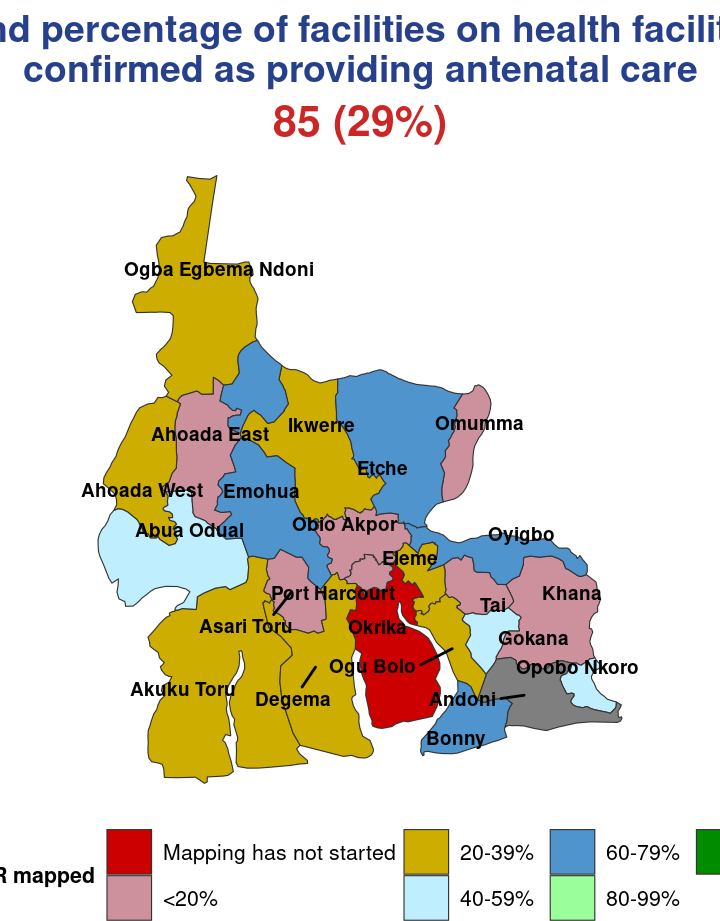 nd percentage of facilities on health facilit
confirmed as providing antenatal care
85 (29%)
Ogba Egbema Ndoni
Omumma
Ikwerre
Ahoada East
Etche
Ahoada West
Emohua
Obio Akpor
Abua Odual
Oyigbo
Eleme
Port Harcourt
Khana
Tai
Asari Toru
Okrika
Gokana
Ogu Bolo
Opobo Nkoro
Akuku Toru
Degema
Andoni
Bonny
R mapped
Mapping has not started
20-39%
60-79%
<20%
40-59%
80-99%